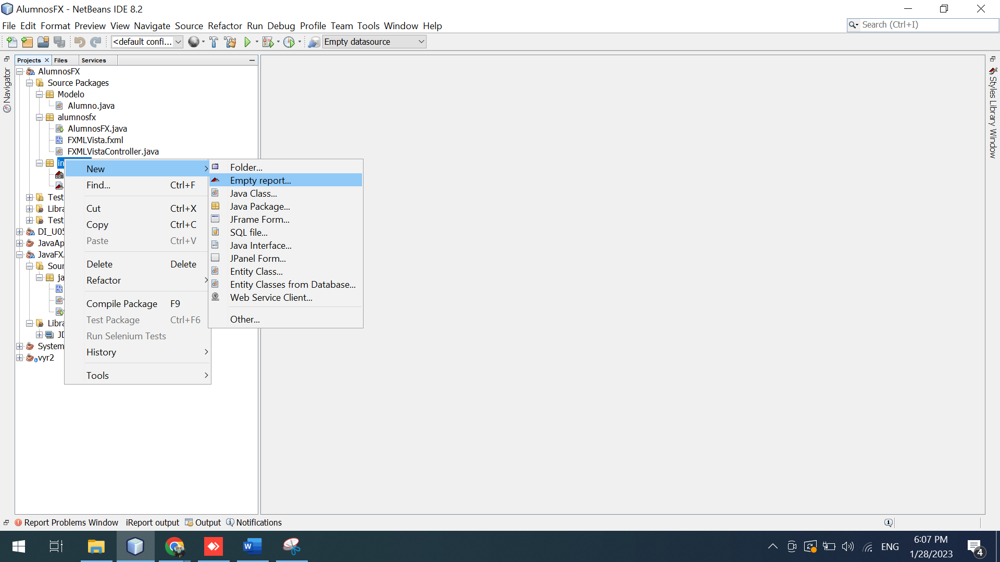 AlumnosFX - NetBeans IDE 8.2
File Edit Format Preview View Navigate Source Refactor Run Debug Profile Team Tools Window Help
Search (Ctrl+I)
<default confi...
Empty datasource
Projects
Files
Services
Navigator
Styles Library Window
AlumnosFX
Source Packages
Modelo
Alumno.java
alumnosfx
AlumnosFX.java
FXMLVista.fxml
FXMLVistaController.java
in
Test
Libra
Test
DI_U05
JavaAp
JavaFX
Sour
ja
Libra
JD
System
vyr2
New
Find... Ctrl+F
Cut Ctrl+X
Copy Ctrl+C
Paste Ctrl+V
Delete Delete
Refactor
Compile Package F9
Test Package Ctrl+F6
Run Selenium Tests
History
Tools
Folder...
Empty report...
Java Class...
Java Package...
JFrame Form...
SQL file...
Java Interface...
JPanel Form...
Entity Class...
Entity Classes from Database...
Web Service Client...
Other...
Report Problems Window iReport output Output Notifications
ENG
6:07 PM
1/28/2023
4